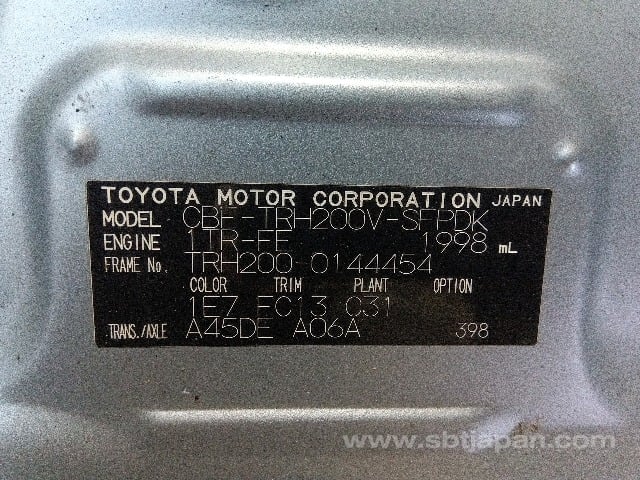 TOYOTA MOTOR CORPORATION JAPAN
MODEL CBF-TRH200V-SFPDK
ENGINE 1TR-FE 1998 mL
FRAME No. TRH200-0144454
COLOR TRIM PLANT OPTION
1E7 FC13 C31
TRANS./AXLE A45DE A06A 398
www.sbtjapan.com